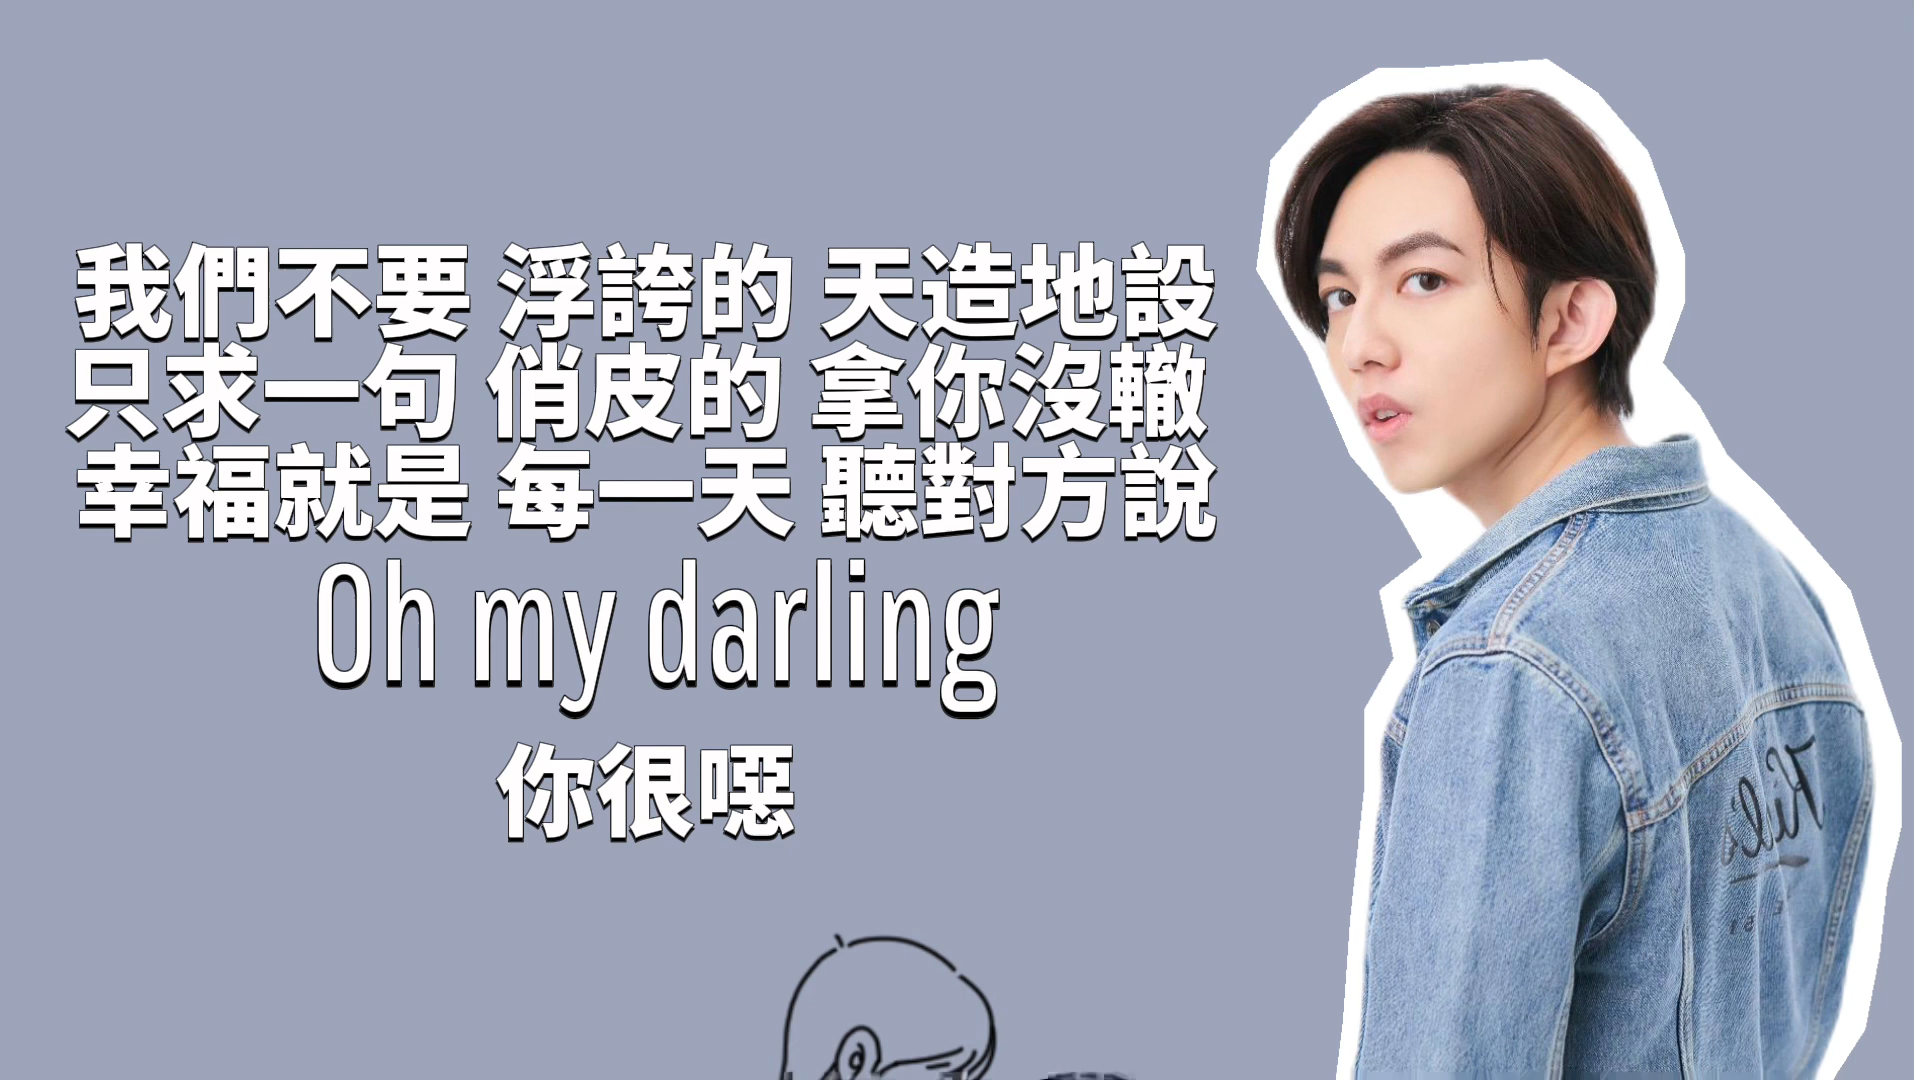 我們不要 浮誇的 天造地設
只求一句 俏皮的 拿你沒轍
幸福就是 每一天 聽對方說
Oh my darling
你很噁
Kiehl's